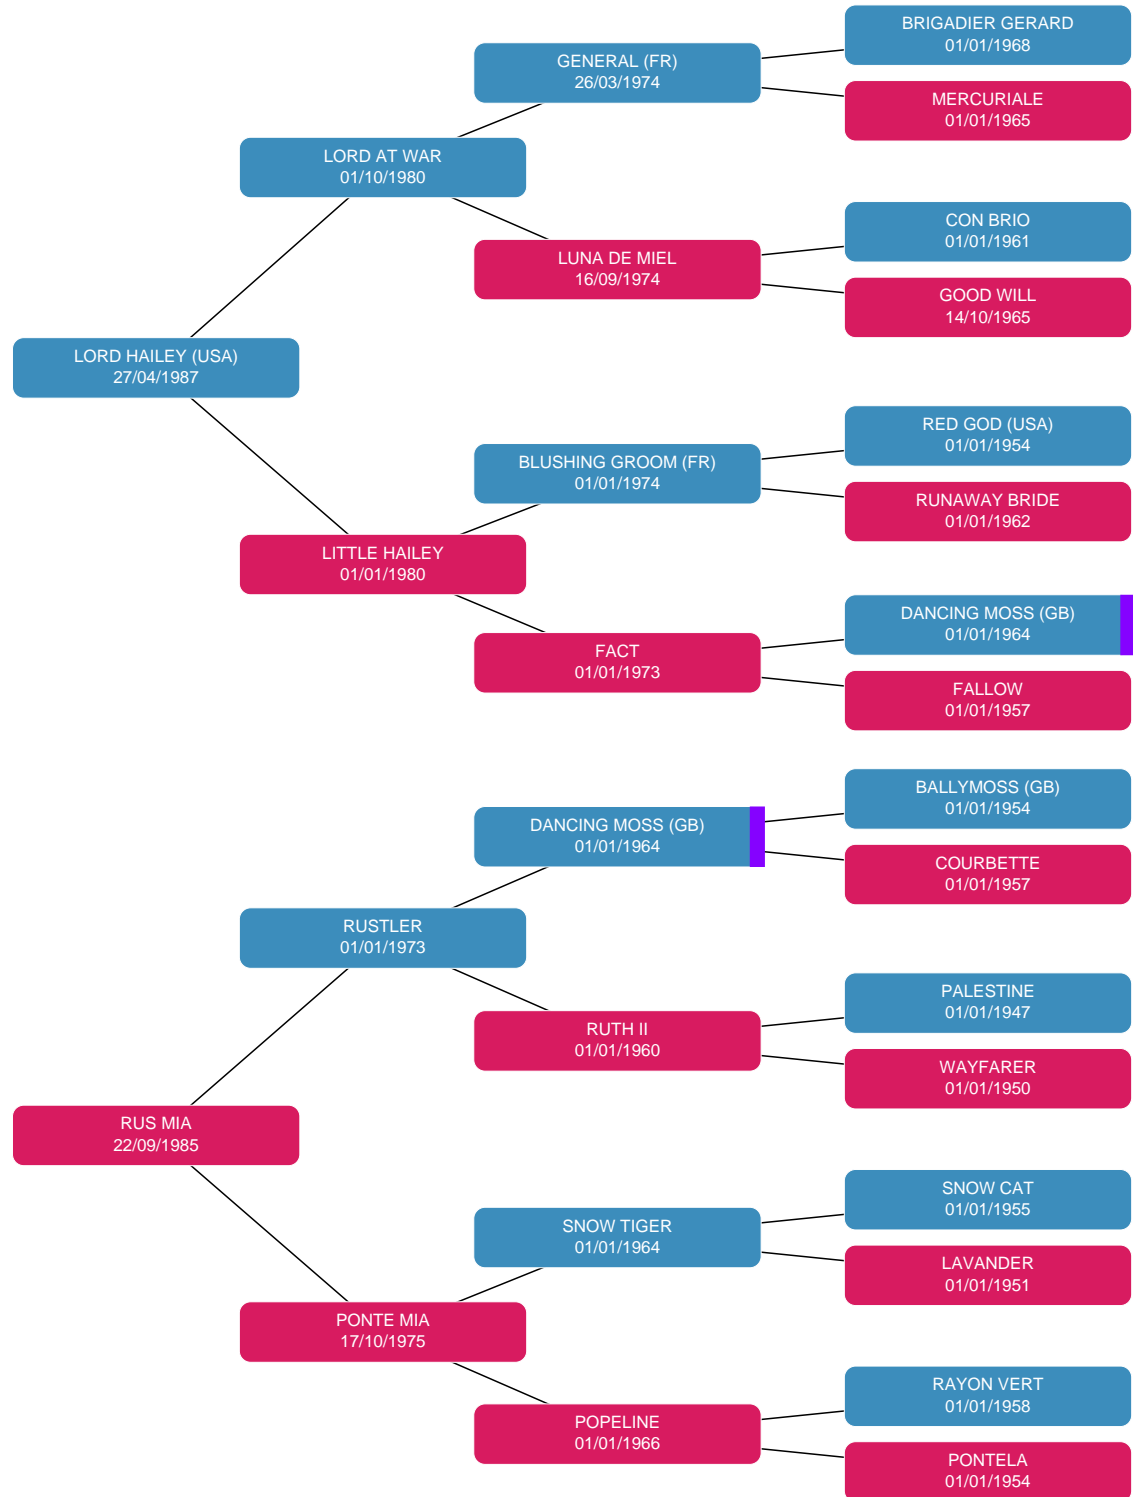 BRIGADIER GERARD
01/01/1968
GENERAL (FR)
26/03/1974
MERCURIALE
01/01/1965
LORD AT WAR
01/10/1980
CON BRIO
01/01/1961
LUNA DE MIEL
16/09/1974
GOOD WILL
14/10/1965
LORD HAILEY (USA)
27/04/1987
RED GOD (USA)
01/01/1954
BLUSHING GROOM (FR)
01/01/1974
RUNAWAY BRIDE
01/01/1962
LITTLE HAILEY
01/01/1980
DANCING MOSS (GB)
01/01/1964
FACT
01/01/1973
FALLOW
01/01/1957
BALLYMOSS (GB)
01/01/1954
DANCING MOSS (GB)
01/01/1964
COURBETTE
01/01/1957
RUSTLER
01/01/1973
PALESTINE
01/01/1947
RUTH II
01/01/1960
WAYFARER
01/01/1950
RUS MIA
22/09/1985
SNOW CAT
01/01/1955
SNOW TIGER
01/01/1964
LAVANDER
01/01/1951
PONTE MIA
17/10/1975
RAYON VERT
01/01/1958
POPELINE
01/01/1966
PONTELA
01/01/1954